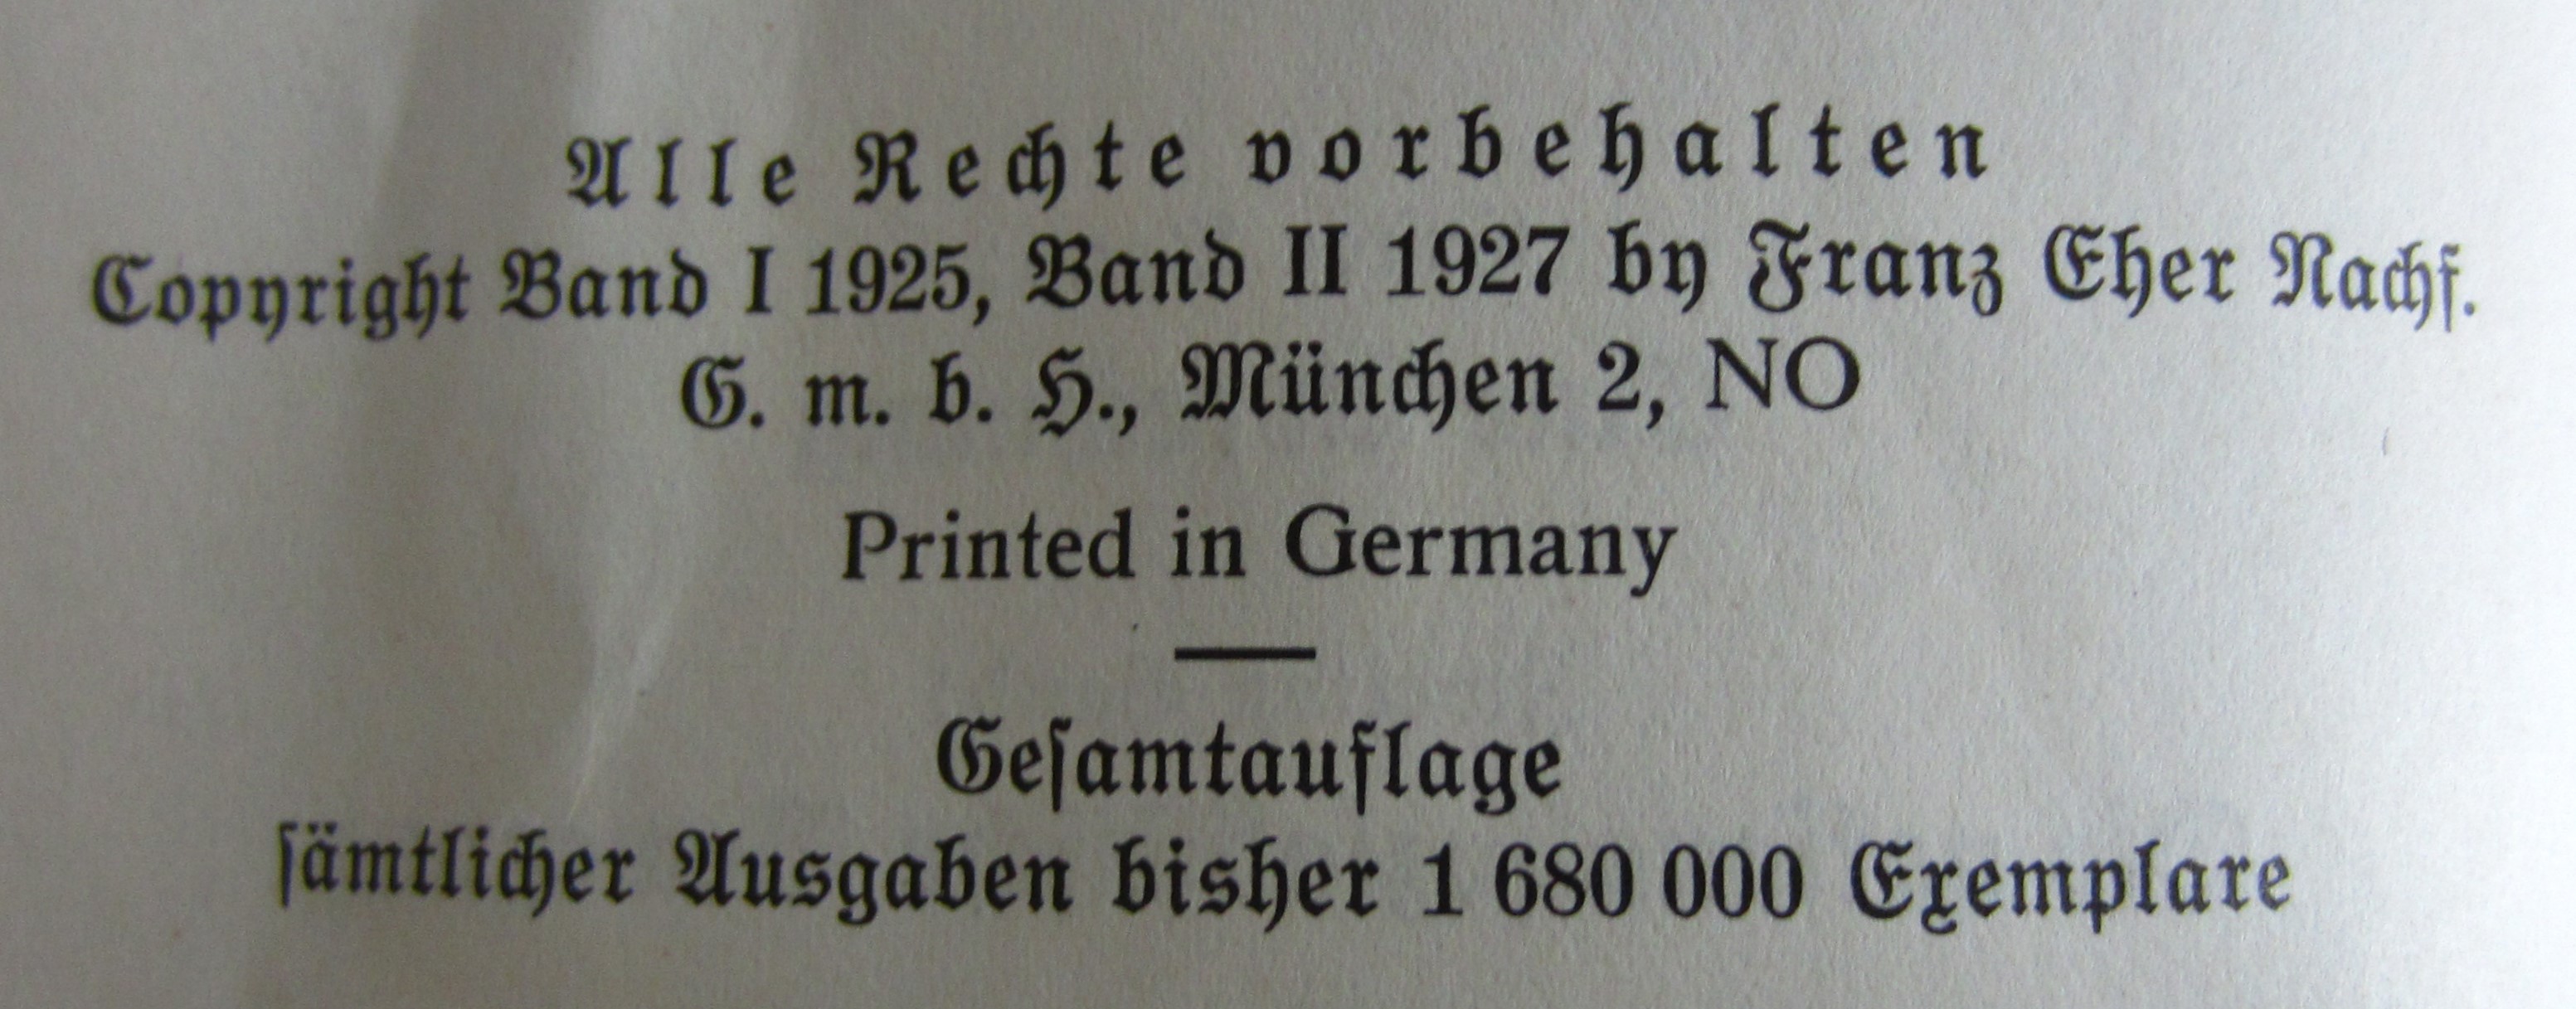 Alle Rechte vorbehalten
Copyright Band I 1925, Band II 1927 by Franz Eher Nachf.
G. m. b. H., München 2, NO
Printed in Germany
Geſamtauflage
ſämtlicher Ausgaben bisher 1 680 000 Exemplare